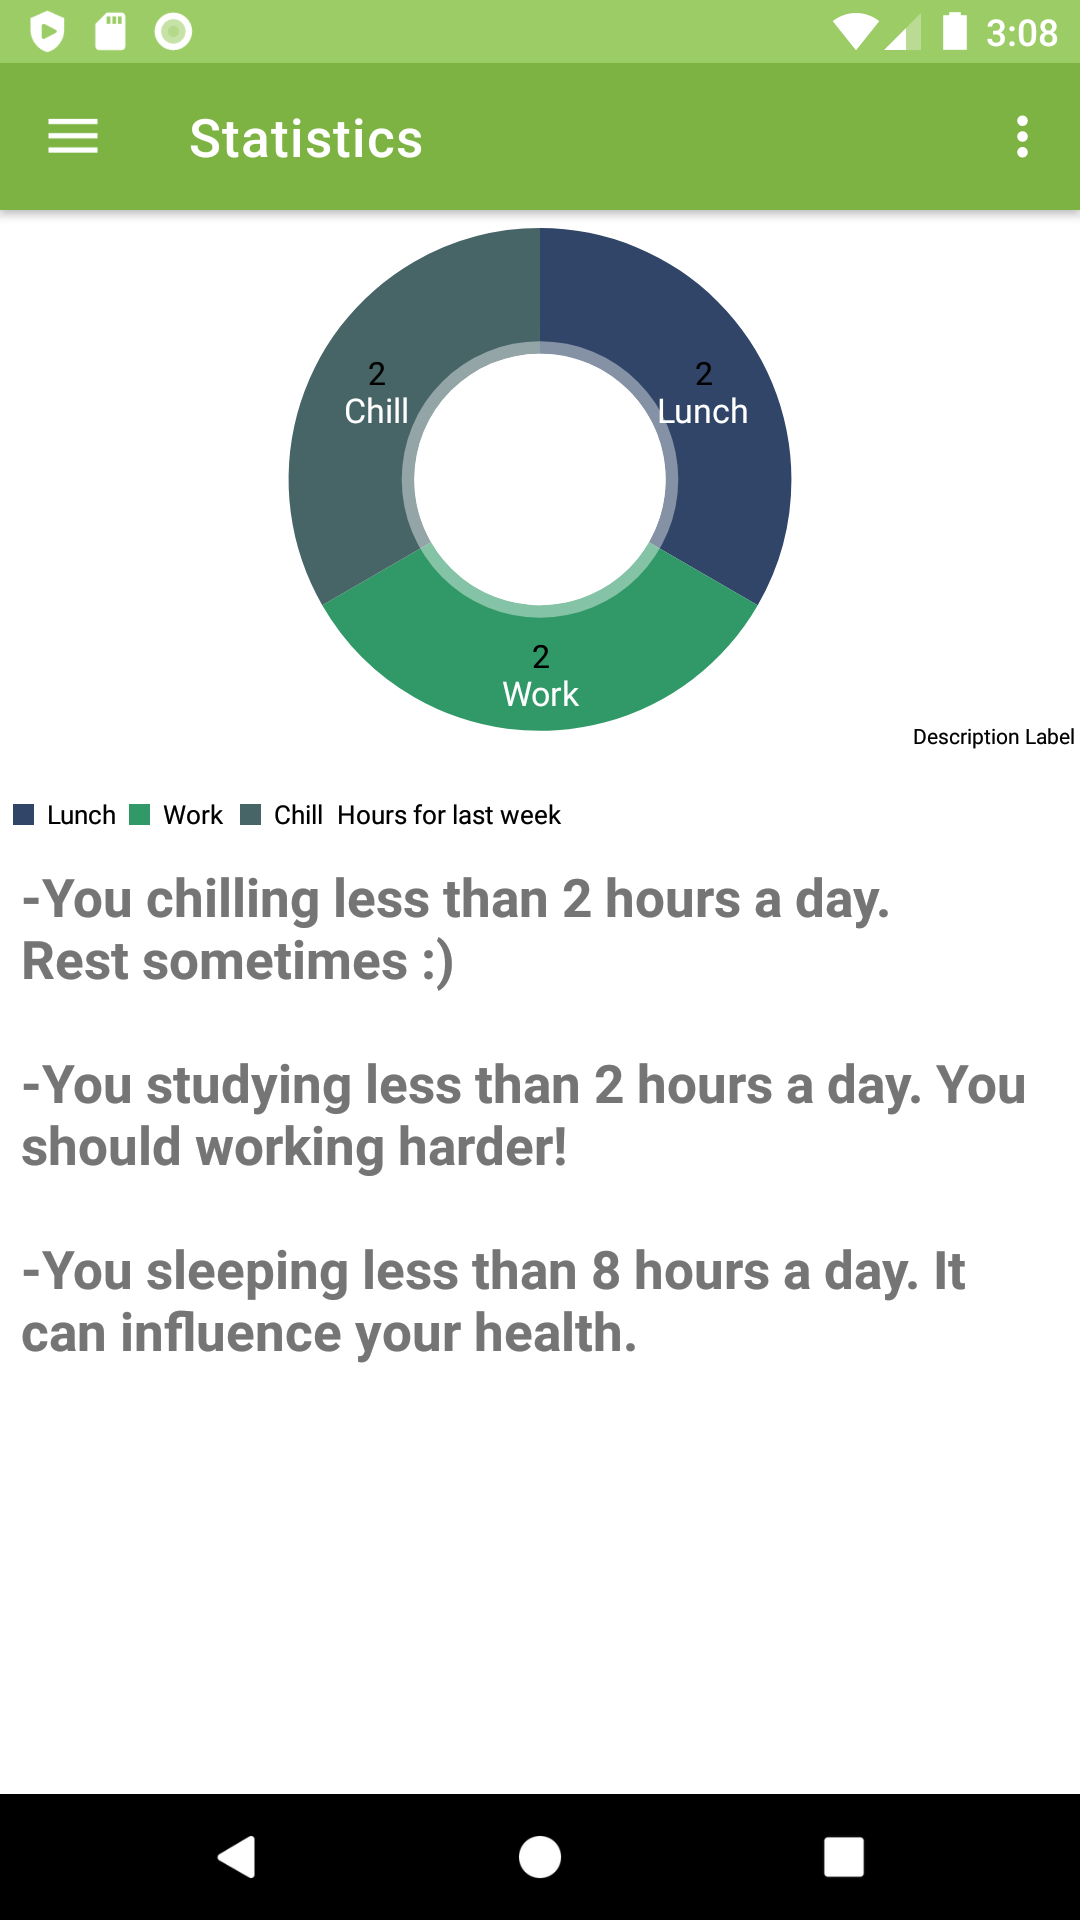 3:08
Statistics
2
Chill
2
Lunch
2
Work
Description Label
Lunch Work Chill Hours for last week
-You chilling less than 2 hours a day.
Rest sometimes :)
-You studying less than 2 hours a day. You
should working harder!
-You sleeping less than 8 hours a day. It
can influence your health.